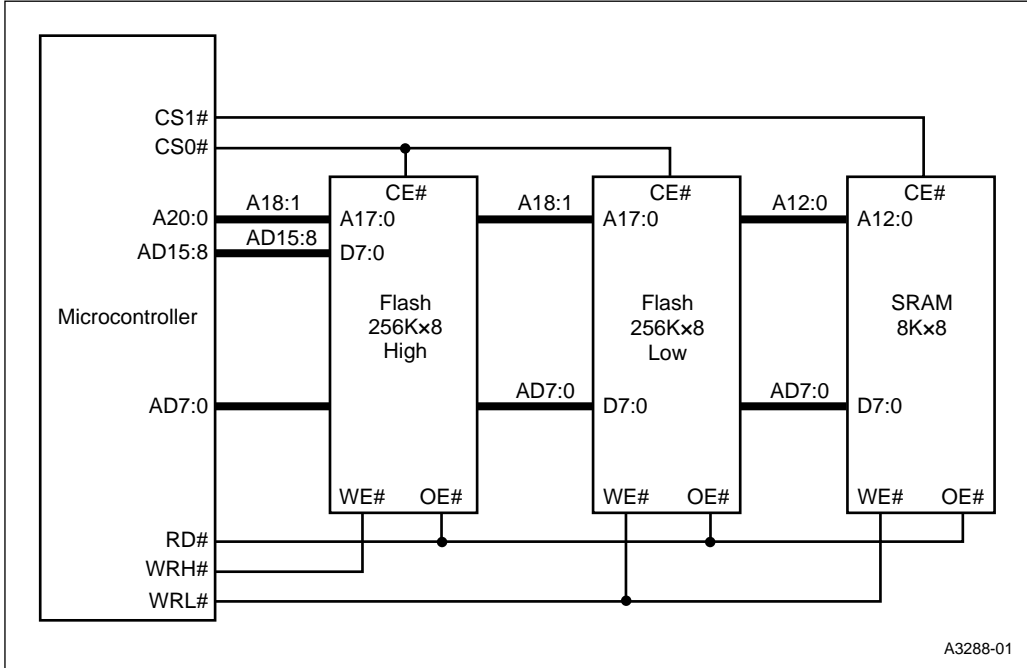 CS1#
CS0#
A20:0
AD15:8
Microcontroller
AD7:0
RD#
WRH#
WRL#
A18:1
AD15:8
CE#
A17:0
D7:0
Flash
256K×8
High
WE# OE#
A18:1
AD7:0
CE#
A17:0
Flash
256K×8
Low
D7:0
WE# OE#
A12:0
AD7:0
CE#
A12:0
SRAM
8K×8
D7:0
WE# OE#
A3288-01